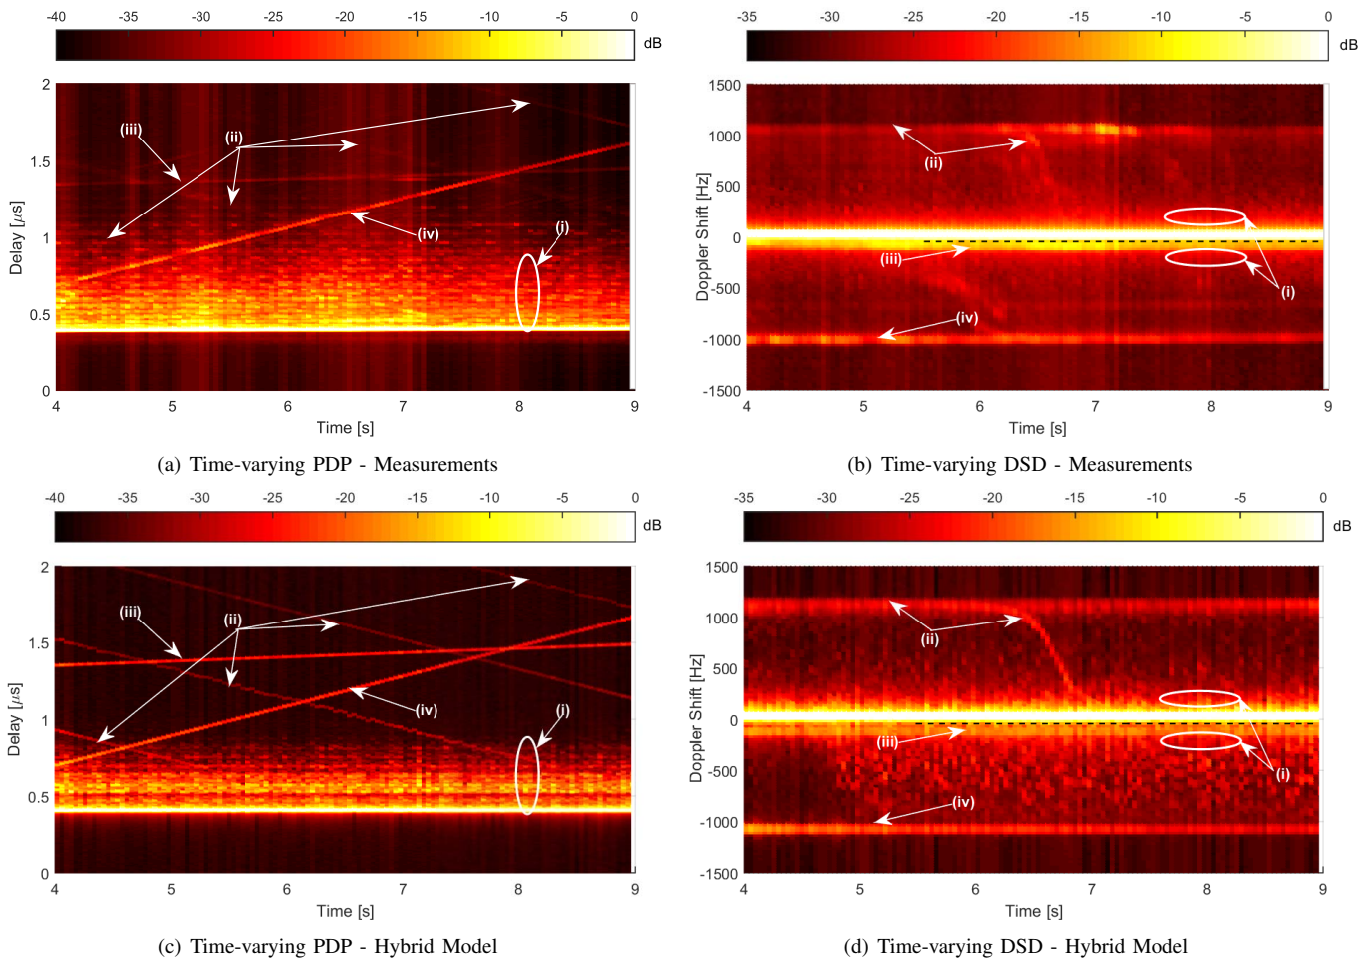 -40 -35 -30 -25 -20 -15 -10 -5 0
dB
2
1.5
1
0.5
0
Delay [μs]
(iii)
(ii)
(iv)
(i)
4 5 6 7 8 9
Time [s]
(a) Time-varying PDP - Measurements
-35 -30 -25 -20 -15 -10 -5 0
dB
1500
1000
500
0
-500
-1000
-1500
Doppler Shift [Hz]
(ii)
(iii)
(i)
(iv)
4 5 6 7 8 9
Time [s]
(b) Time-varying DSD - Measurements
-40 -35 -30 -25 -20 -15 -10 -5 0
dB
2
1.5
1
0.5
0
Delay [μs]
(iii)
(ii)
(iv)
(i)
4 5 6 7 8 9
Time [s]
(c) Time-varying PDP - Hybrid Model
-35 -30 -25 -20 -15 -10 -5 0
dB
1500
1000
500
0
-500
-1000
-1500
Doppler Shift [Hz]
(ii)
(iii)
(i)
(iv)
4 5 6 7 8 9
Time [s]
(d) Time-varying DSD - Hybrid Model